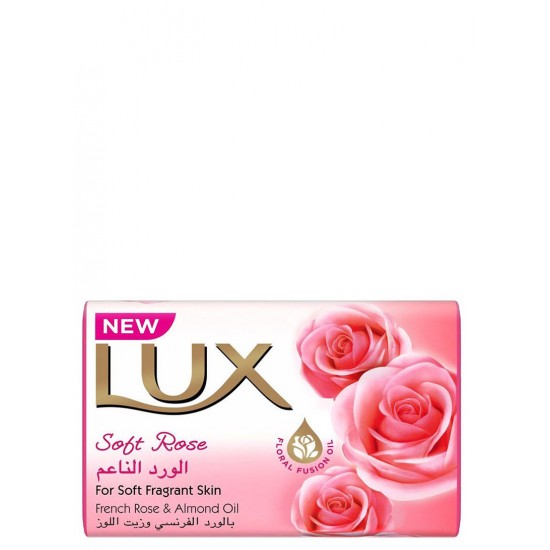 NEW
LUX
Soft Rose
الورد الناعم
For Soft Fragrant Skin
French Rose & Almond Oil
بالورد الفرنسي وزيت اللوز
FLORAL FUSION OIL